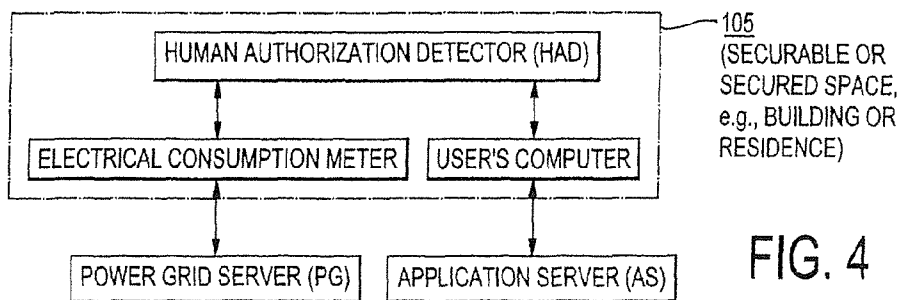 HUMAN AUTHORIZATION DETECTOR (HAD)
ELECTRICAL CONSUMPTION METER
USER'S COMPUTER
POWER GRID SERVER (PG)
APPLICATION SERVER (AS)
105
(SECURABLE OR
SECURED SPACE,
e.g., BUILDING OR
RESIDENCE)
FIG. 4